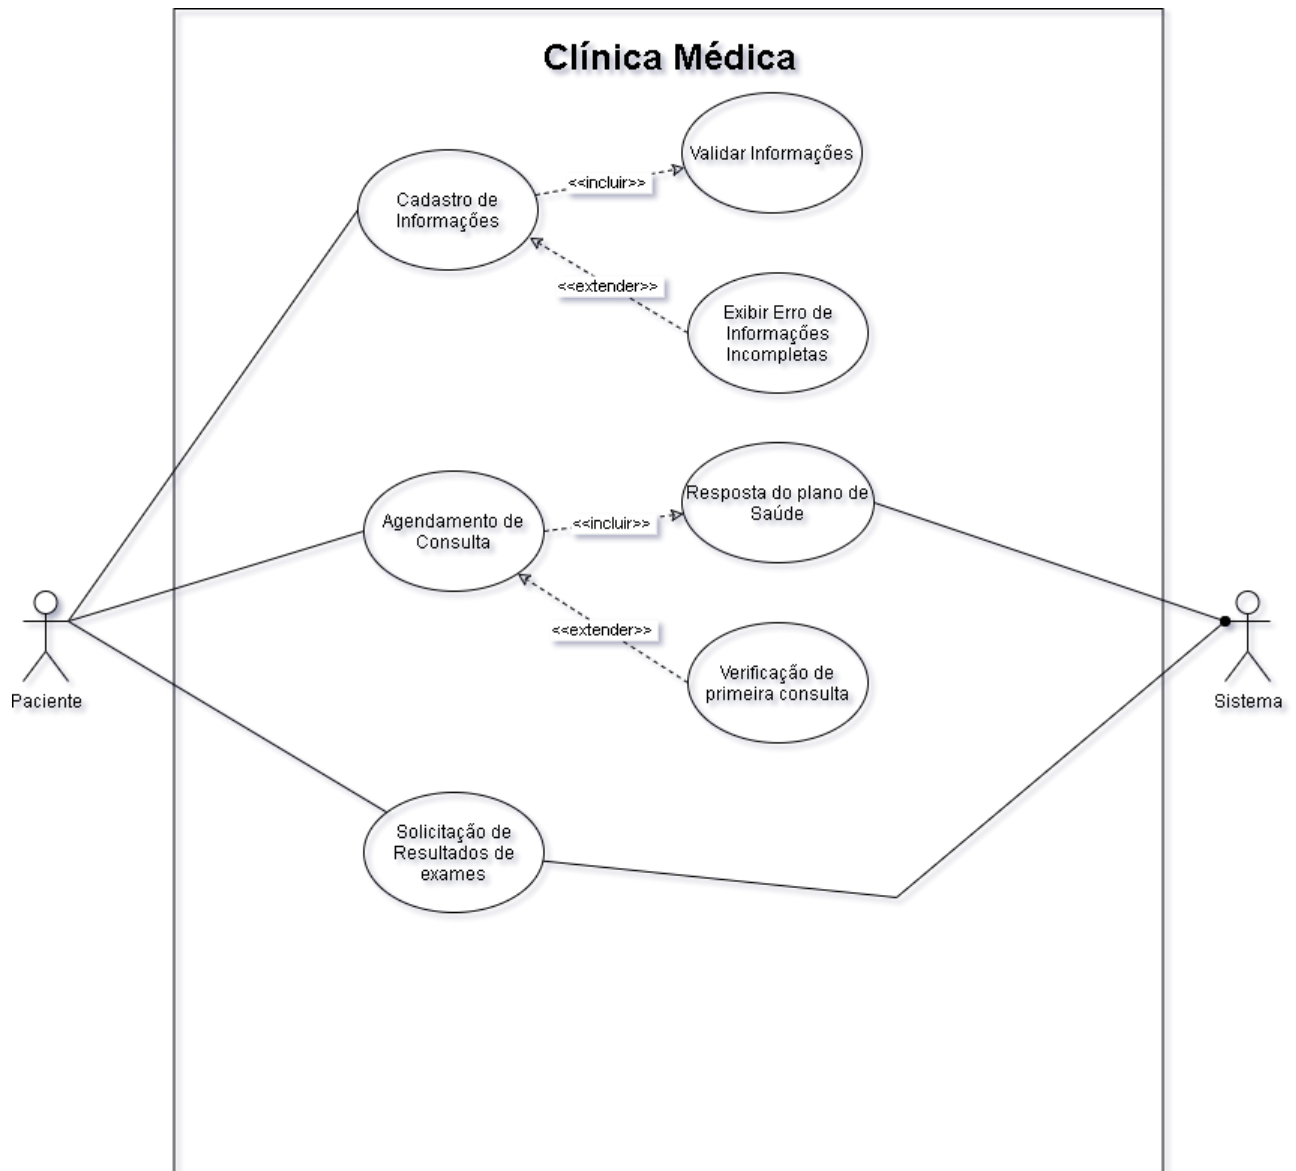 Clínica Médica
Validar Informações
<<incluir>>
Cadastro de
Informações
<<extender>>
Exibir Erro de
Informações
Incompletas
Resposta do plano de
Saúde
Agendamento de
Consulta
<<incluir>>
<<extender>>
Verificação de
primeira consulta
Paciente
Sistema
Solicitação de
Resultados de
exames